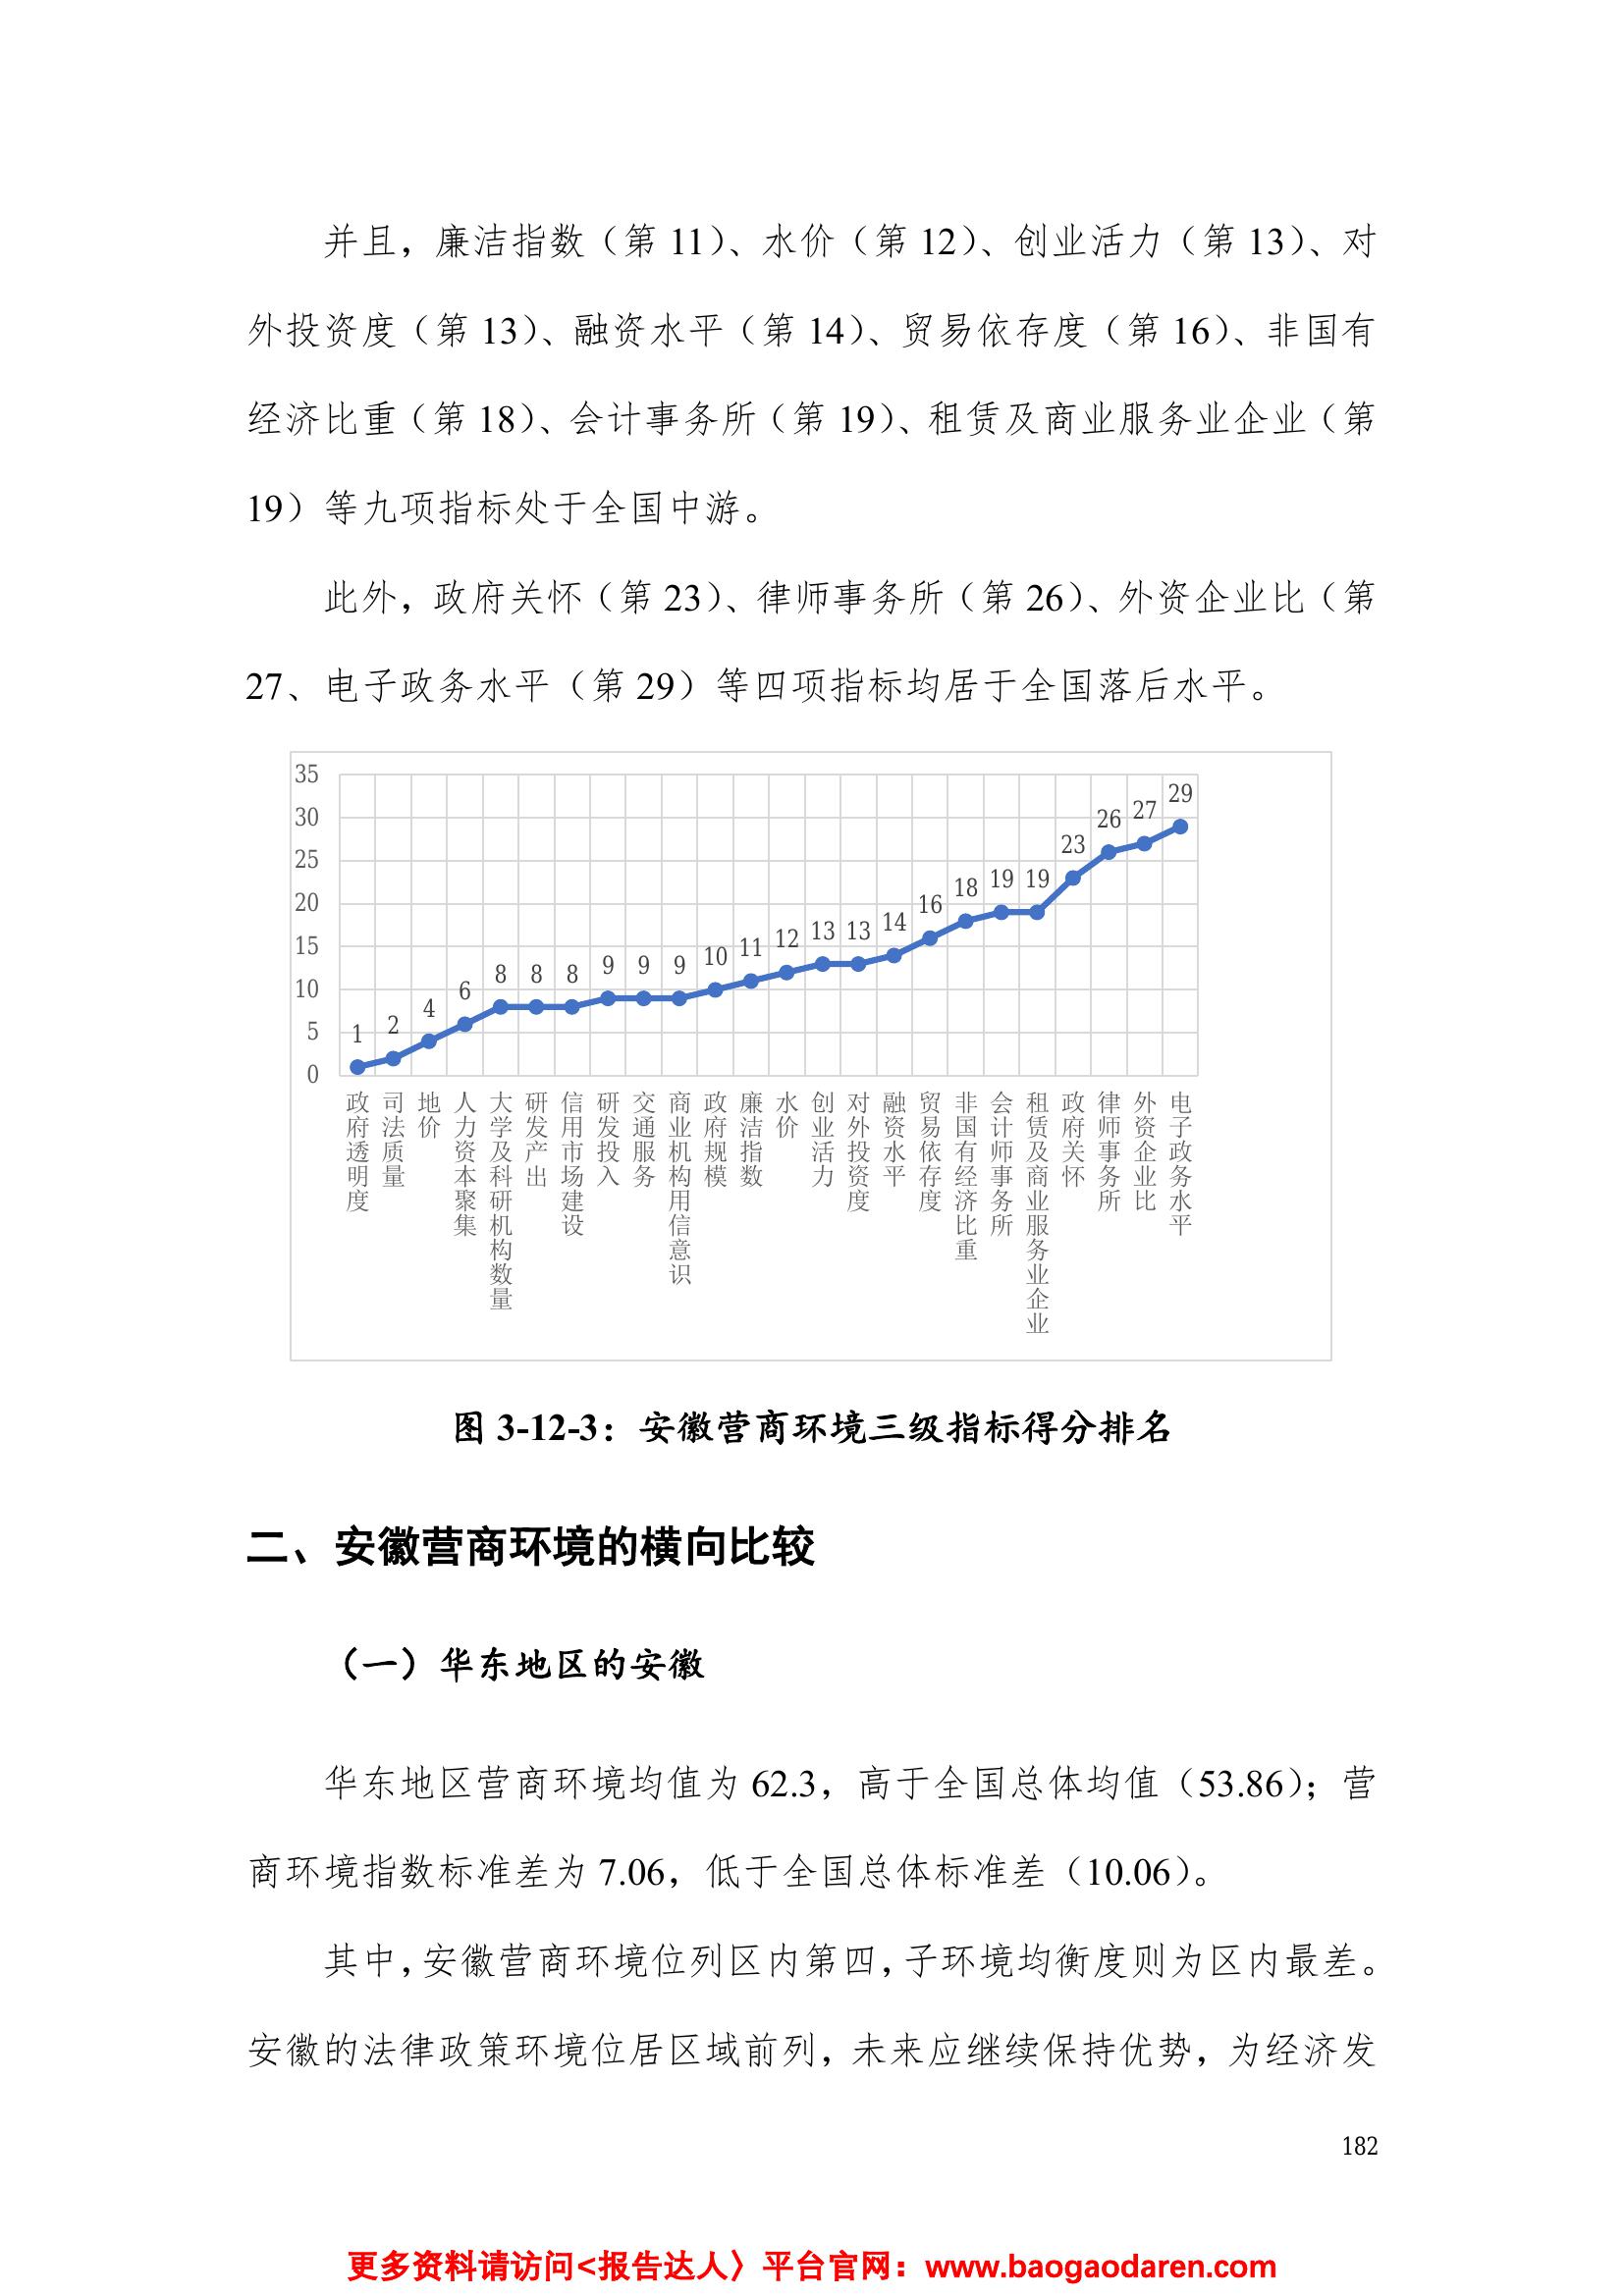 并且，廉洁指数（第 11）、水价（第 12）、创业活力（第 13）、对
外投资度（第 13）、融资水平（第 14）、贸易依存度（第 16）、非国有
经济比重（第 18）、会计事务所（第 19）、租赁及商业服务业企业（第
19）等九项指标处于全国中游。
此外，政府关怀（第 23）、律师事务所（第 26）、外资企业比（第
27、电子政务水平（第 29）等四项指标均居于全国落后水平。
35
30
25
20
15
10
5
0
1 2 4 6 8 8 8 9 9 9 10 11 12 13 13 14 16 18 19 19 23 26 27 29
政府透明度
司法质量
地价
人力资本聚集
大学及科研机构数量
研发产出
信用市场建设
研发投入
交通服务
商业机构用信意识
政府规模
廉洁指数
水价
创业活力
对外投资度
融资水平
贸易依存度
非国有经济比重
会计师事务所
租赁及商业服务业企业
政府关怀
律师事务所
外资企业比
电子政务水平
图 3-12-3：安徽营商环境三级指标得分排名
二、安徽营商环境的横向比较
（一）华东地区的安徽
华东地区营商环境均值为 62.3，高于全国总体均值（53.86）；营
商环境指数标准差为 7.06，低于全国总体标准差（10.06）。
其中，安徽营商环境位列区内第四，子环境均衡度则为区内最差。
安徽的法律政策环境位居区域前列，未来应继续保持优势，为经济发
182
更多资料请访问<报告达人〉平台官网：www.baogaodaren.com